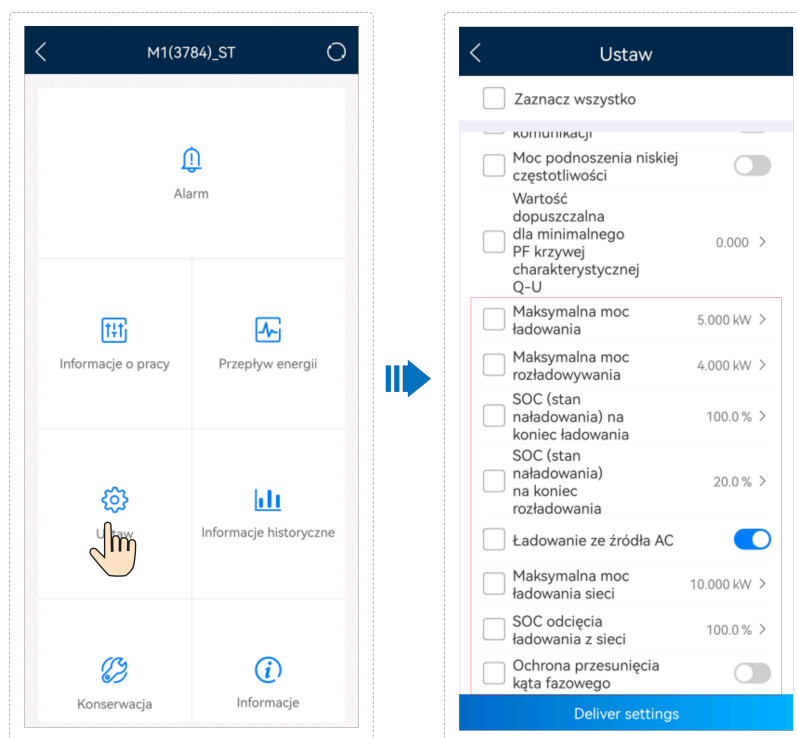 M1(3784)_ST
Alarm
Informacje o pracy
Przepływ energii
Ustaw
Informacje historyczne
Konserwacja
Informacje
Ustaw
Zaznacz wszystko
komunikacji
Moc podnoszenia niskiej
częstotliwości
Wartość
dopuszczalna
dla minimalnego
PF krzywej
charakterystycznej
Q-U
0.000
Maksymalna moc
ładowania
5.000 kW
Maksymalna moc
rozładowywania
4.000 kW
SOC (stan
naładowania) na
koniec ładowania
100.0 %
SOC (stan
naładowania)
na koniec
rozładowania
20.0 %
Ładowanie ze źródła AC
Maksymalna moc
ładowania sieci
10.000 kW
SOC odcięcia
ładowania z sieci
100.0 %
Ochrona przesunięcia
kąta fazowego
Deliver settings